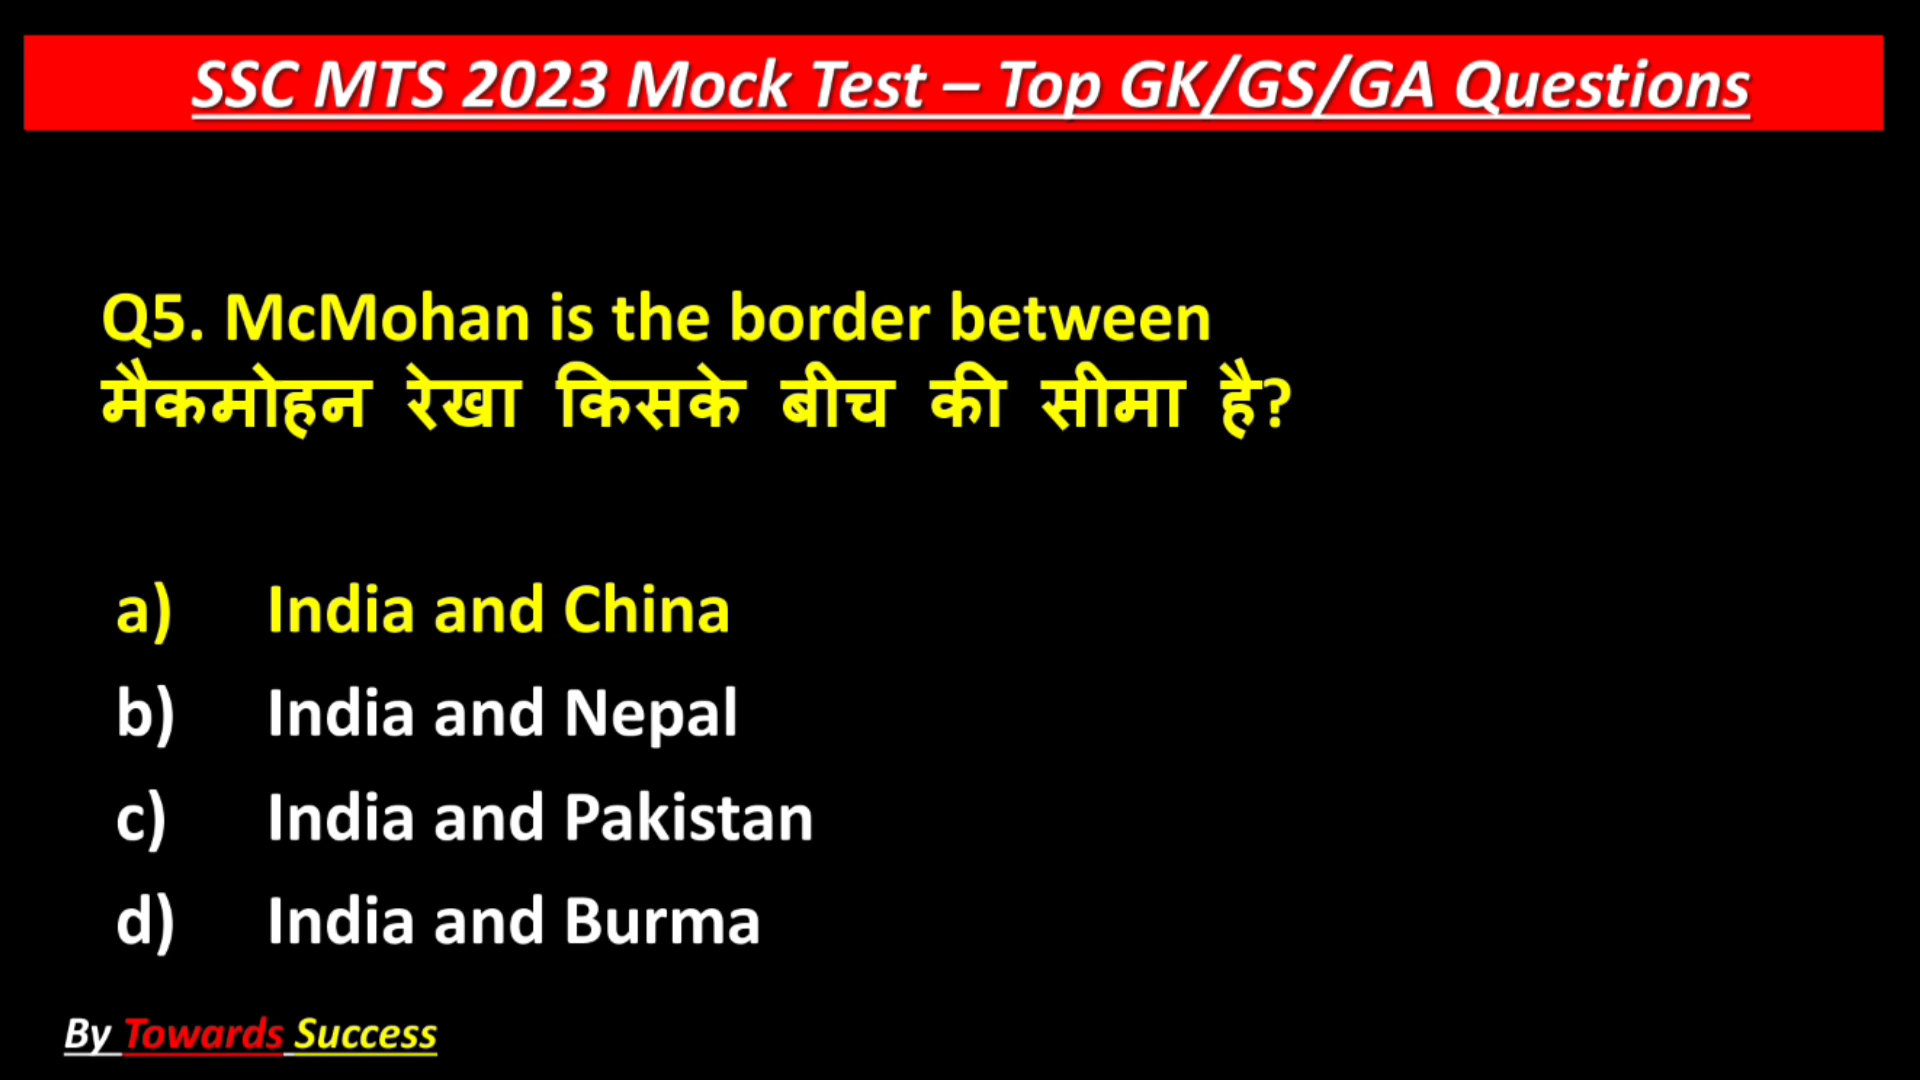 SSC MTS 2023 Mock Test – Top GK/GS/GA Questions
Q5. McMohan is the border between
मैकमोहन रेखा किसके बीच की सीमा है?
a) India and China
b) India and Nepal
c) India and Pakistan
d) India and Burma
By Towards Success